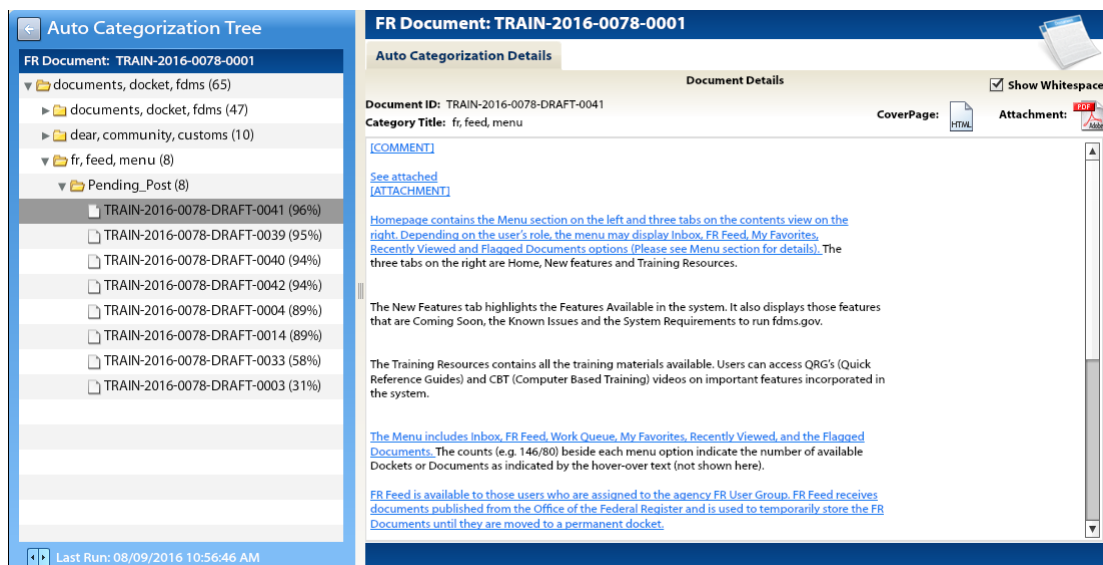 Auto Categorization Tree
FR Document: TRAIN-2016-0078-0001
documents, docket, fdms (65)
documents, docket, fdms (47)
dear, community, customs (10)
fr, feed, menu (8)
Pending_Post (8)
TRAIN-2016-0078-DRAFT-0041 (96%)
TRAIN-2016-0078-DRAFT-0039 (95%)
TRAIN-2016-0078-DRAFT-0040 (94%)
TRAIN-2016-0078-DRAFT-0042 (94%)
TRAIN-2016-0078-DRAFT-0004 (89%)
TRAIN-2016-0078-DRAFT-0014 (89%)
TRAIN-2016-0078-DRAFT-0033 (58%)
TRAIN-2016-0078-DRAFT-0003 (31%)
Last Run: 08/09/2016 10:56:46 AM
FR Document: TRAIN-2016-0078-0001
Auto Categorization Details
Document Details
Show Whitespace
Document ID: TRAIN-2016-0078-DRAFT-0041
Category Title: fr, feed, menu
CoverPage:
HTML
Attachment:
PDF
Adobe
[COMMENT]
See attached
[ATTACHMENT]
Homepage contains the Menu section on the left and three tabs on the contents view on the
right. Depending on the user's role, the menu may display Inbox, FR Feed, My Favorites,
Recently Viewed and Flagged Documents options (Please see Menu section for details). The
three tabs on the right are Home, New features and Training Resources.
The New Features tab highlights the Features Available in the system. It also displays those features
that are Coming Soon, the Known Issues and the System Requirements to run fdms.gov.
The Training Resources contains all the training materials available. Users can access QRG's (Quick
Reference Guides) and CBT (Computer Based Training) videos on important features incorporated in
the system.
The Menu includes Inbox, FR Feed, Work Queue, My Favorites, Recently Viewed, and the Flagged
Documents. The counts (e.g. 146/80) beside each menu option indicate the number of available
Dockets or Documents as indicated by the hover-over text (not shown here).
FR Feed is available to those users who are assigned to the agency FR User Group. FR Feed receives
documents published from the Office of the Federal Register and is used to temporarily store the FR
Documents until they are moved to a permanent docket.